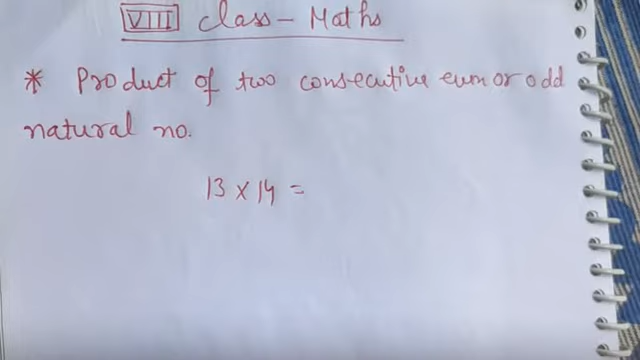 VIII class - Maths
* Product of two consecutive even or odd
natural no.
13 x 14 =